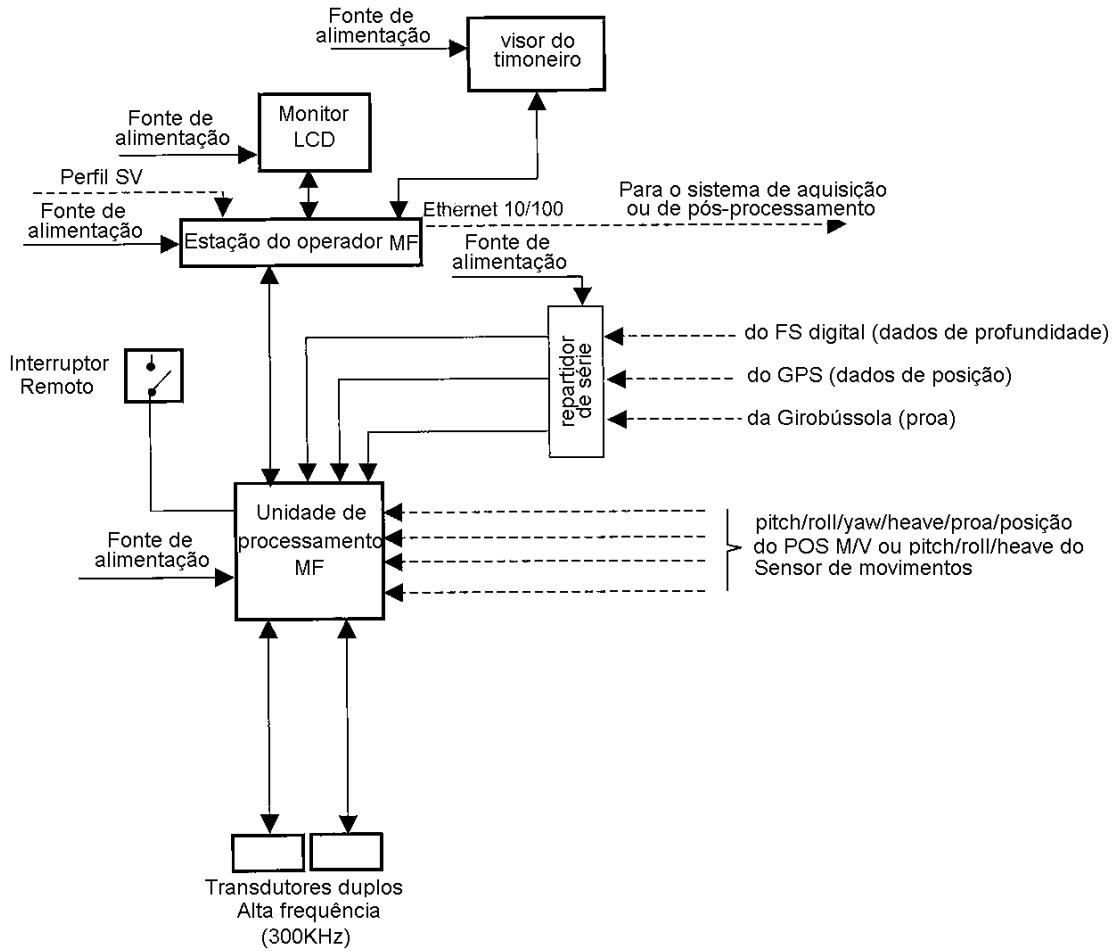 Fonte de
alimentação
visor do
timoneiro
Fonte de
alimentação
Monitor
LCD
Perfil SV
Fonte de
alimentação
Estação do operador MF
Ethernet 10/100
Para o sistema de aquisição
ou de pós-processamento
Fonte de
alimentação
repartidor
de série
do FS digital (dados de profundidade)
do GPS (dados de posição)
da Girobússola (proa)
Interruptor
Remoto
Unidade de
processamento
MF
Fonte de
alimentação
pitch/roll/yaw/heave/proa/posição
do POS M/V ou pitch/roll/heave do
Sensor de movimentos
Transdutores duplos
Alta frequência
(300KHz)